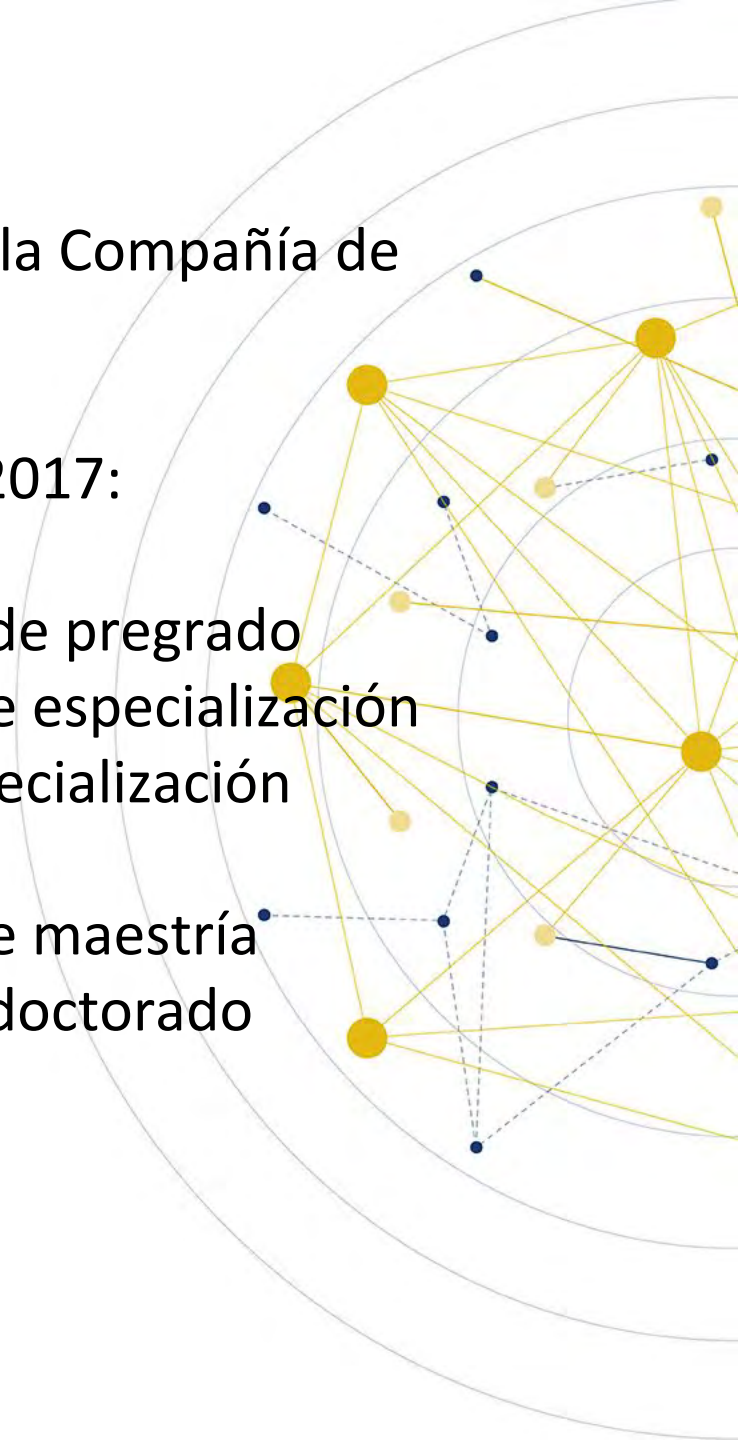 la Compañía de
2017:
de pregrado
e especialización
ecialización
e maestría
doctorado